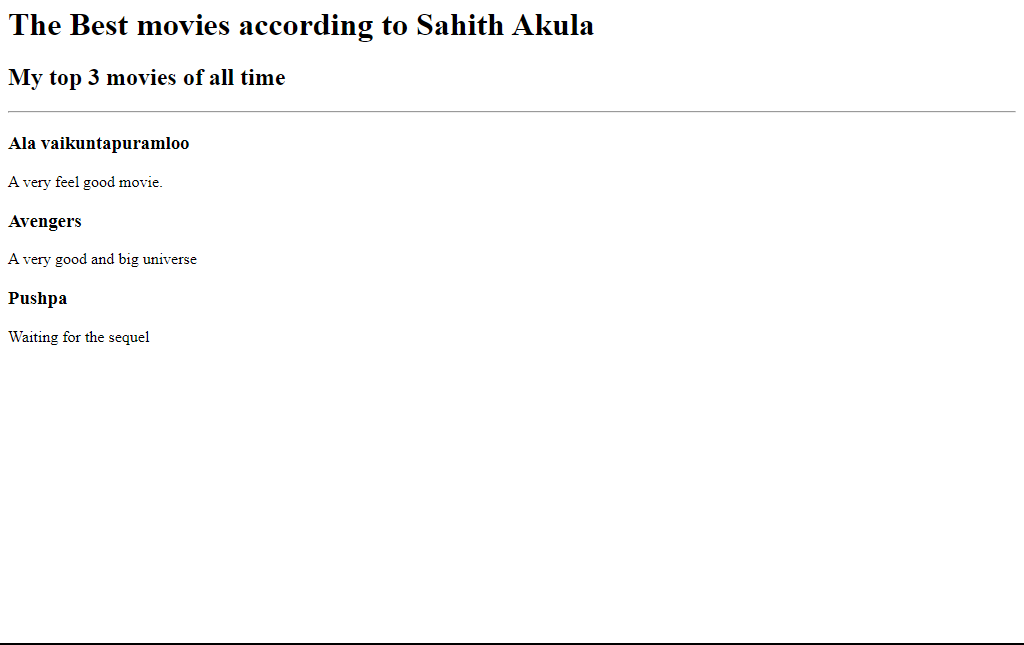 The Best movies according to Sahith Akula
My top 3 movies of all time
Ala vaikuntapuramloo
A very feel good movie.
Avengers
A very good and big universe
Pushpa
Waiting for the sequel